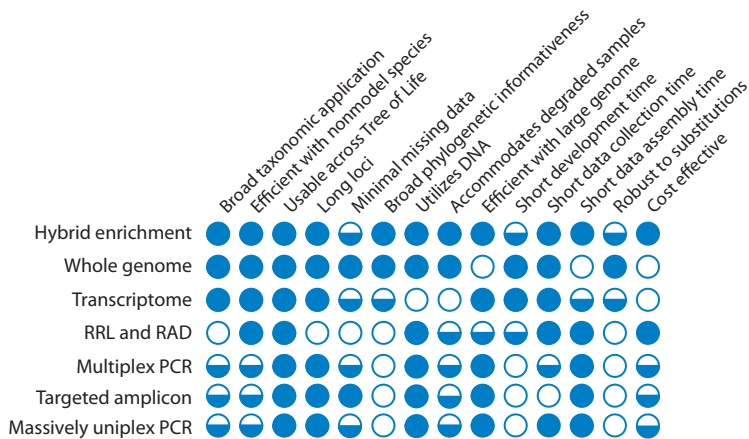 Broad taxonomic application
Efficient with nonmodel species
Usable across Tree of Life
Long loci
Minimal missing data
Broad phylogenetic informativeness
Utilizes DNA
Accommodates degraded samples
Efficient with large genome
Short development time
Short data collection time
Short data assembly time
Robust to substitutions
Cost effective
Hybrid enrichment
Whole genome
Transcriptome
RRL and RAD
Multiplex PCR
Targeted amplicon
Massively uniplex PCR